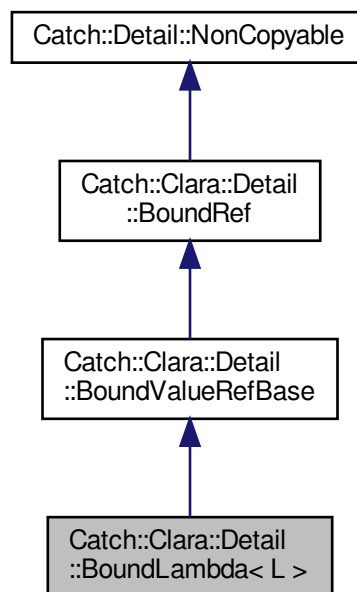 Catch::Detail::NonCopyable
Catch::Clara::Detail
::BoundRef
Catch::Clara::Detail
::BoundValueRefBase
Catch::Clara::Detail
::BoundLambda< L >